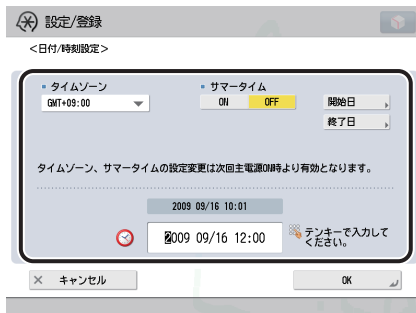 設定/登録
<日付/時刻設定>
タイムゾーン
サマータイム
GMT+09:00
ON OFF
開始日
終了日
タイムゾーン、サマータイムの設定変更は次回主電源ON時より有効となります。
2009 09/16 10:01
2009 09/16 12:00
テンキーで入力して
ください。
× キャンセル
OK